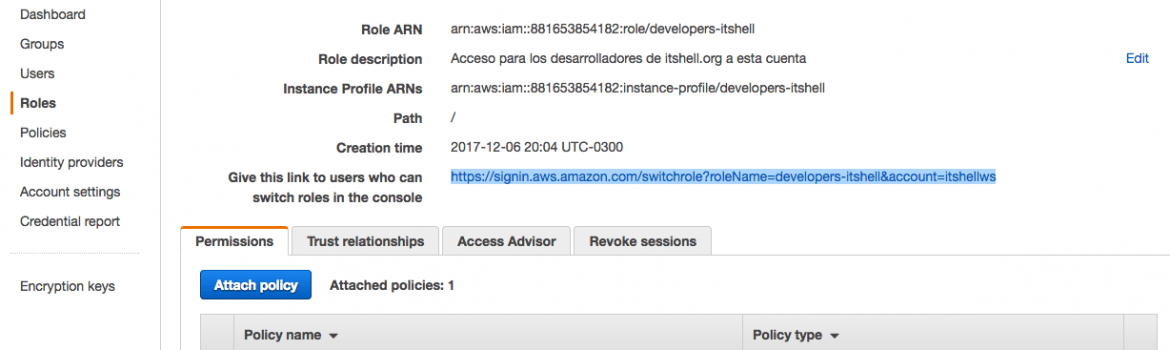 Dashboard
Groups
Users
Roles
Policies
Identity providers
Account settings
Credential report
Encryption keys
Role ARN arn:aws:iam::881653854182:role/developers-itshell
Role description Acceso para los desarrolladores de itshell.org a esta cuenta Edit
Instance Profile ARNs arn:aws:iam::881653854182:instance-profile/developers-itshell
Path /
Creation time 2017-12-06 20:04 UTC-0300
Give this link to users who can https://signin.aws.amazon.com/switchrole?roleName=developers-itshell&account=itshellws
switch roles in the console
Permissions Trust relationships Access Advisor Revoke sessions
Attach policy Attached policies: 1
Policy name Policy type